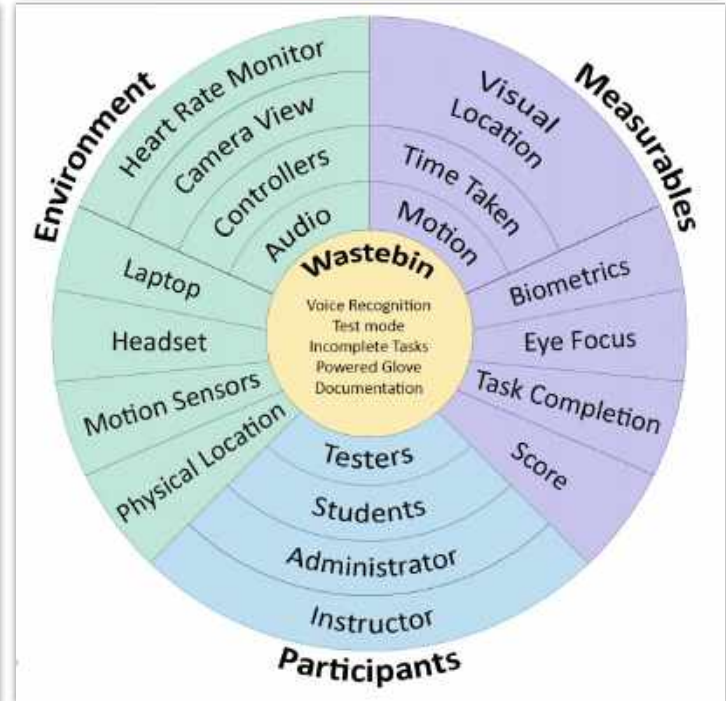 Environment
Heart Rate Monitor
Camera View
Controllers
Audio
Laptop
Headset
Motion Sensors
Physical Location
Measurables
Visual
Location
Time Taken
Motion
Biometrics
Eye Focus
Task Completion
Score
Wastebin
Voice Recognition
Test mode
Incomplete Tasks
Powered Glove
Documentation
Testers
Students
Administrator
Instructor
Participants